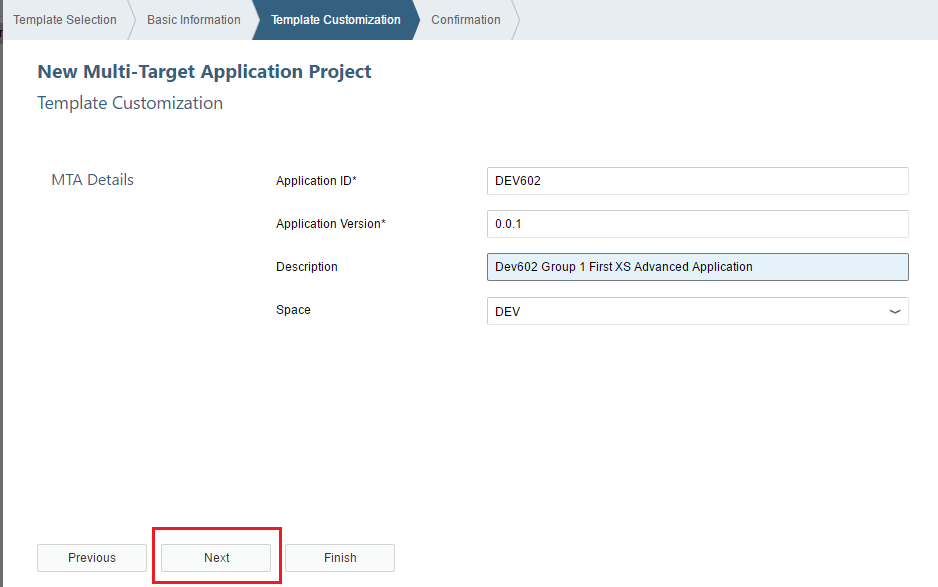 Template Selection Basic Information Template Customization Confirmation
New Multi-Target Application Project
Template Customization
MTA Details
Application ID* DEV602
Application Version* 0.0.1
Description Dev602 Group 1 First XS Advanced Application
Space DEV
Previous Next Finish